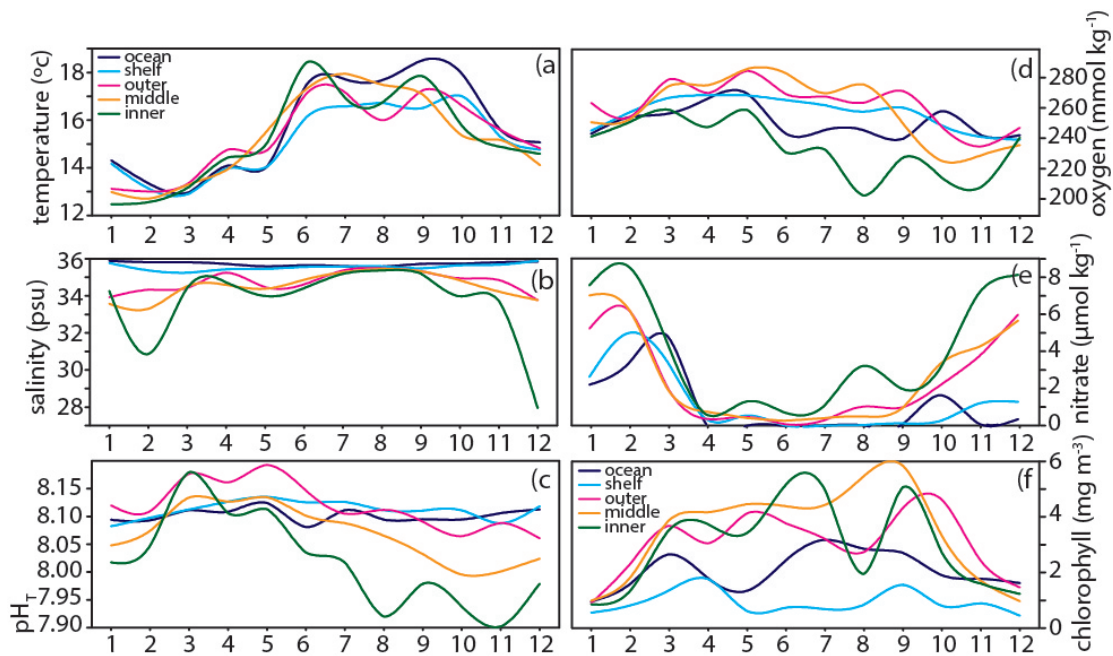 temperature (ºc)
18
16
14
12
ocean
shelf
outer
middle
inner
(a)
1 2 3 4 5 6 7 8 9 10 11 12
(d)
280
260
240
220
200
oxygen (mmol kg-1)
1 2 3 4 5 6 7 8 9 10 11 12
salinity (psu)
36
34
32
30
28
(b)
1 2 3 4 5 6 7 8 9 10 11 12
(e)
8
6
4
2
0
nitrate (µmol kg-1)
1 2 3 4 5 6 7 8 9 10 11 12
pHT
8.15
8.10
8.05
8.00
7.95
7.90
(c)
1 2 3 4 5 6 7 8 9 10 11 12
ocean
shelf
outer
middle
inner
(f)
6
4
2
0
chlorophyll (mg m-3)
1 2 3 4 5 6 7 8 9 10 11 12